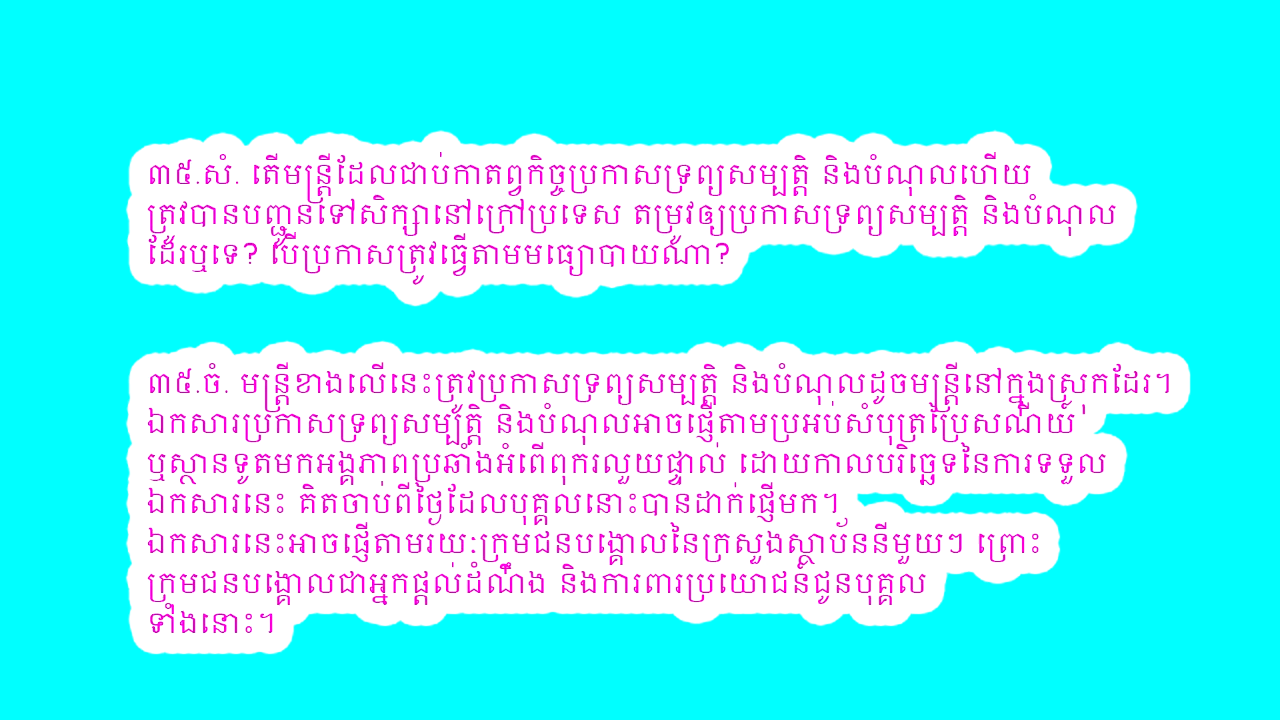 ៣៥.សំ. តើមន្ត្រីដែលជាប់កាតព្វកិច្ចប្រកាសទ្រព្យសម្បត្តិ និងបំណុលហើយ
ត្រូវបានបញ្ជូនទៅសិក្សានៅក្រៅប្រទេស តម្រូវឲ្យប្រកាសទ្រព្យសម្បត្តិ និងបំណុល
ដែរឬទេ? បើប្រកាសត្រូវធ្វើតាមមធ្យោបាយណា?
៣៥.ចំ. មន្ត្រីខាងលើនេះត្រូវប្រកាសទ្រព្យសម្បត្តិ និងបំណុលដូចមន្ត្រីនៅក្នុងស្រុកដែរ។
ឯកសារប្រកាសទ្រព្យសម្បត្តិ និងបំណុលអាចផ្ញើតាមប្រអប់សំបុត្រប្រៃសណីយ៍
ឬស្ថានទូតមកអង្គភាពប្រឆាំងអំពើពុករលួយផ្ទាល់ ដោយកាលបរិច្ឆេទនៃការទទួល
ឯកសារនេះ គិតចាប់ពីថ្ងៃដែលបុគ្គលនោះបានដាក់ផ្ញើមក។
ឯកសារនេះអាចផ្ញើតាមរយៈក្រុមជនបង្គោលនៃក្រសួងស្ថាប័ននីមួយៗ ព្រោះ
ក្រុមជនបង្គោលជាអ្នកផ្តល់ដំណឹង និងការពារប្រយោជន៍ជូនបុគ្គល
ទាំងនោះ។